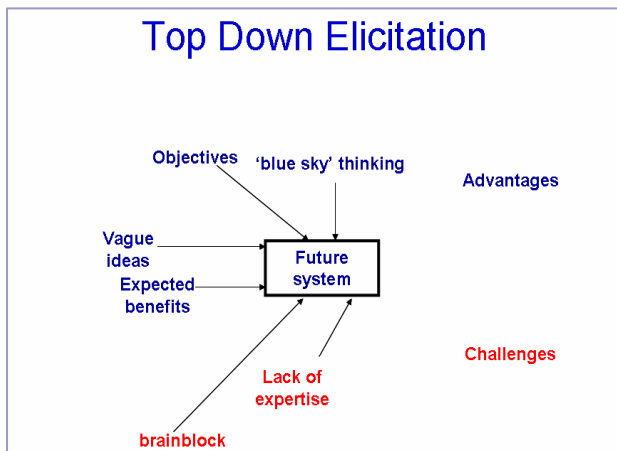 Top Down Elicitation
Objectives
‘blue sky’ thinking
Advantages
Vague
ideas
Future
system
Expected
benefits
Challenges
Lack of
expertise
brainblock